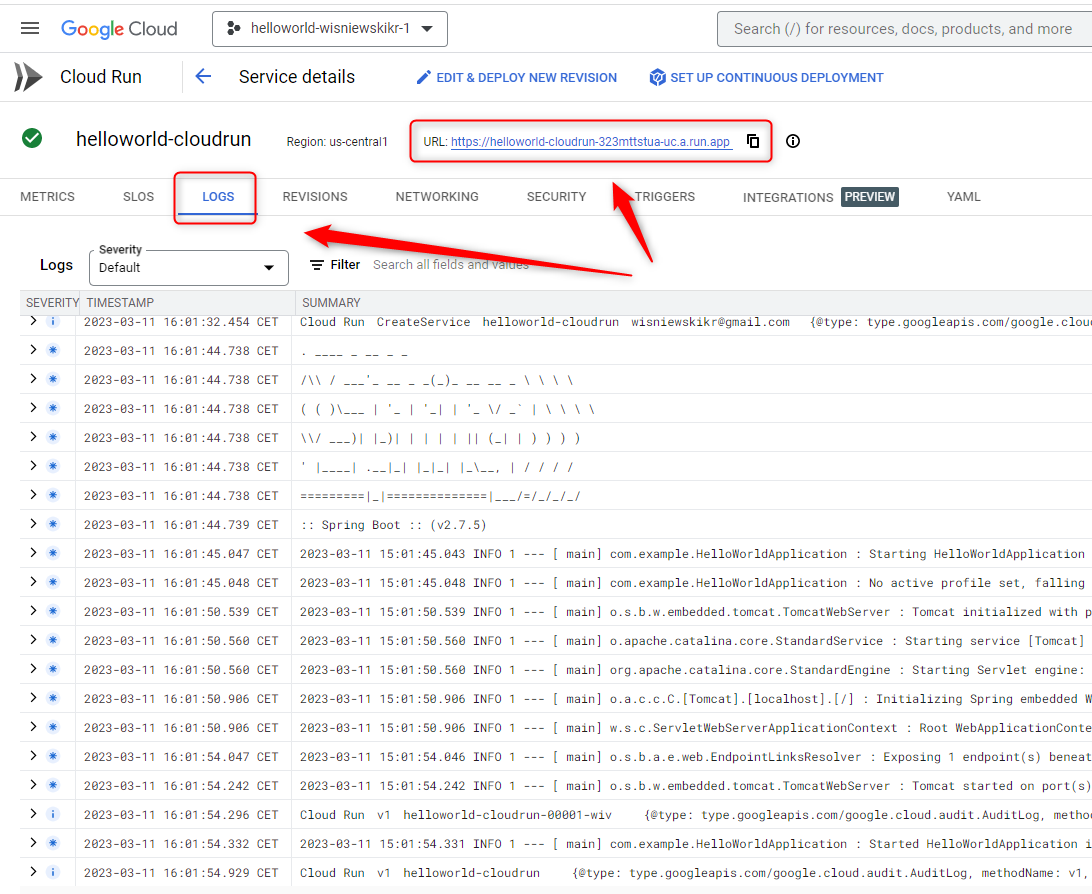 Google Cloud helloworld-wisniewskikr-1 Search (/) for resources, docs, products, and more
Cloud Run Service details EDIT & DEPLOY NEW REVISION SET UP CONTINUOUS DEPLOYMENT
helloworld-cloudrun Region: us-central1 URL: https://helloworld-cloudrun-323mttstua-uc.a.run.app
METRICS SLOS LOGS REVISIONS NETWORKING SECURITY TRIGGERS INTEGRATIONS PREVIEW YAML
Logs Severity Default Filter Search all fields and values
SEVERITY TIMESTAMP SUMMARY
2023-03-11 16:01:32.454 CET Cloud Run CreateService helloworld-cloudrun wisniewskikr@gmail.com {@type: type.googleapis.com/google.clou
2023-03-11 16:01:44.738 CET . ____ _ __ _ _
2023-03-11 16:01:44.738 CET /\\ / ___'_ __ _ _(_)_ __ __ _ \ \ \ \
2023-03-11 16:01:44.738 CET ( ( )\___ | '_ | '_| | '_ \/ _` | \ \ \ \
2023-03-11 16:01:44.738 CET \\/ ___)| |_)| | | | | || (_| | ) ) ) )
2023-03-11 16:01:44.738 CET ' |____| .__|_| |_|_| |_\__, | / / / /
2023-03-11 16:01:44.738 CET =========|_|==============|___/=/_/_/_/
2023-03-11 16:01:44.739 CET :: Spring Boot :: (v2.7.5)
2023-03-11 16:01:45.047 CET 2023-03-11 15:01:45.043 INFO 1 --- [ main] com.example.HelloWorldApplication : Starting HelloWorldApplication
2023-03-11 16:01:45.048 CET 2023-03-11 15:01:45.048 INFO 1 --- [ main] com.example.HelloWorldApplication : No active profile set, falling
2023-03-11 16:01:50.539 CET 2023-03-11 15:01:50.539 INFO 1 --- [ main] o.s.b.w.embedded.tomcat.TomcatWebServer : Tomcat initialized with p
2023-03-11 16:01:50.560 CET 2023-03-11 15:01:50.560 INFO 1 --- [ main] o.apache.catalina.core.StandardService : Starting service [Tomcat]
2023-03-11 16:01:50.560 CET 2023-03-11 15:01:50.560 INFO 1 --- [ main] org.apache.catalina.core.StandardEngine : Starting Servlet engine:
2023-03-11 16:01:50.906 CET 2023-03-11 15:01:50.906 INFO 1 --- [ main] o.a.c.c.C.[Tomcat].[localhost].[/] : Initializing Spring embedded W
2023-03-11 16:01:50.906 CET 2023-03-11 15:01:50.906 INFO 1 --- [ main] w.s.c.ServletWebServerApplicationContext : Root WebApplicationConte
2023-03-11 16:01:54.047 CET 2023-03-11 15:01:54.046 INFO 1 --- [ main] o.s.b.a.e.web.EndpointLinksResolver : Exposing 1 endpoint(s) beneat
2023-03-11 16:01:54.242 CET 2023-03-11 15:01:54.242 INFO 1 --- [ main] o.s.b.w.embedded.tomcat.TomcatWebServer : Tomcat started on port(s)
2023-03-11 16:01:54.296 CET Cloud Run v1 helloworld-cloudrun-00001-wiv {@type: type.googleapis.com/google.cloud.audit.AuditLog, metho
2023-03-11 16:01:54.332 CET 2023-03-11 15:01:54.331 INFO 1 --- [ main] com.example.HelloWorldApplication : Started HelloWorldApplication i
2023-03-11 16:01:54.929 CET Cloud Run v1 helloworld-cloudrun {@type: type.googleapis.com/google.cloud.audit.AuditLog, methodName: v1,